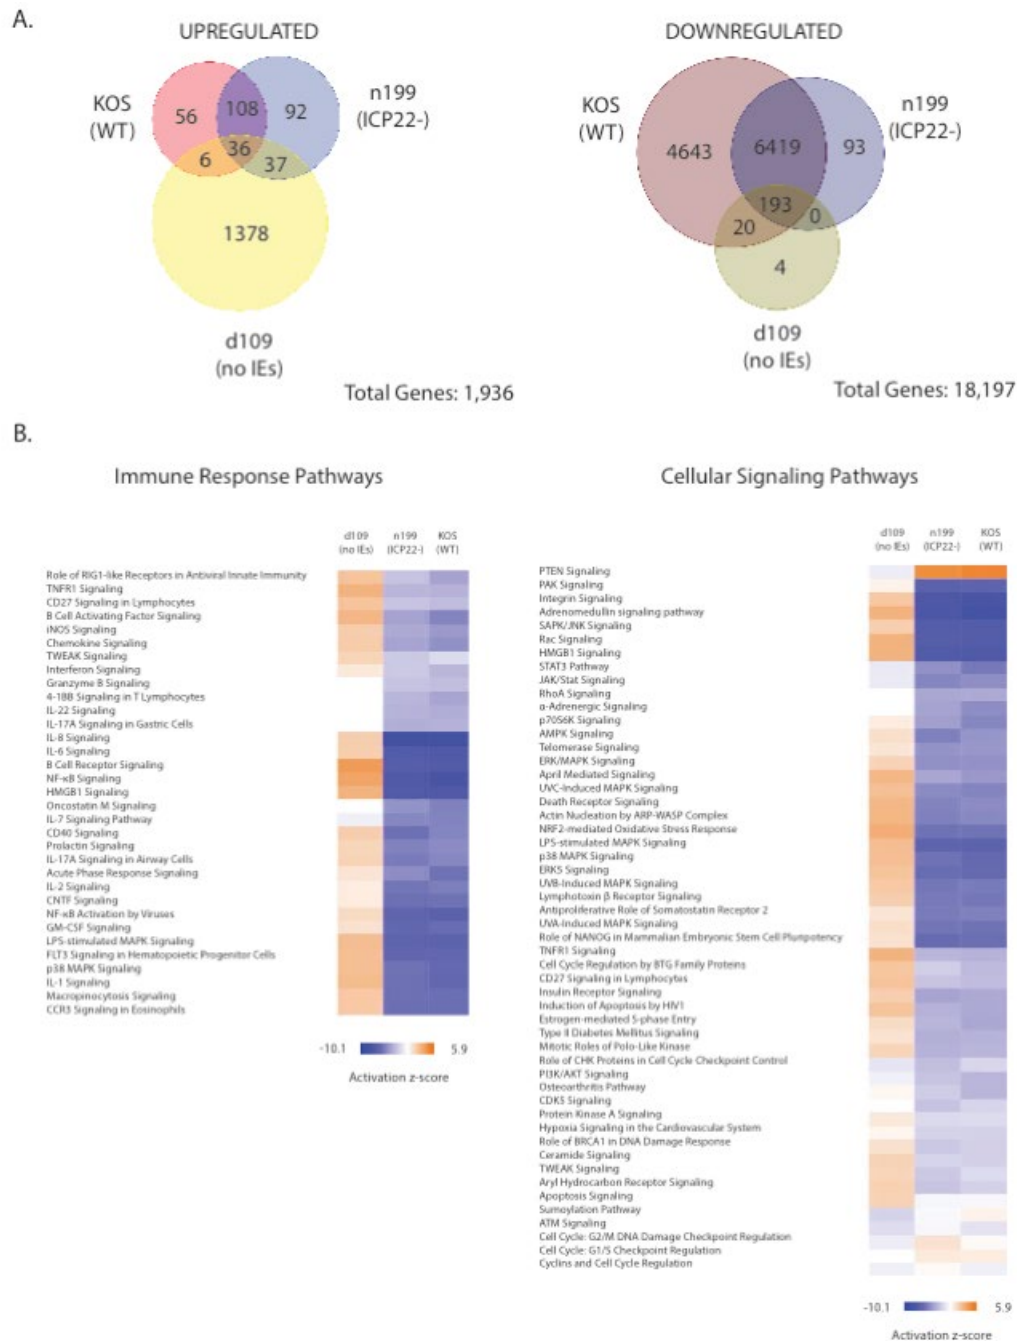 A.
UPREGULATED
KOS
(WT)
56
108
92
n199
(ICP22-)
6
36
37
1378
d109
(no IEs)
Total Genes: 1,936
DOWNREGULATED
KOS
(WT)
4643
6419
93
n199
(ICP22-)
193
20
0
4
d109
(no IEs)
Total Genes: 18,197
B.
Immune Response Pathways
d109
(no IEs)
n199
(ICP22-)
KOS
(WT)
Role of RIG1-like Receptors in Antiviral Innate Immunity
TNFR1 Signaling
CD27 Signaling in Lymphocytes
B Cell Activating Factor Signaling
iNOS Signaling
Chemokine Signaling
TWEAK Signaling
Interferon Signaling
Granzyme B Signaling
4-1BB Signaling in T Lymphocytes
IL-22 Signaling
IL-17A Signaling in Gastric Cells
IL-8 Signaling
IL-6 Signaling
B Cell Receptor Signaling
NF-κB Signaling
HMGB1 Signaling
Oncostatin M Signaling
IL-7 Signaling Pathway
CD40 Signaling
Prolactin Signaling
IL-17A Signaling in Airway Cells
Acute Phase Response Signaling
IL-2 Signaling
CNTF Signaling
NF-κB Activation by Viruses
GM-CSF Signaling
LPS-stimulated MAPK Signaling
FLT3 Signaling in Hematopoietic Progenitor Cells
p38 MAPK Signaling
IL-1 Signaling
Macropinocytosis Signaling
CCR3 Signaling in Eosinophils
-10.1
5.9
Activation z-score
Cellular Signaling Pathways
d109
(no IEs)
n199
(ICP22-)
KOS
(WT)
PTEN Signaling
PAK Signaling
Integrin Signaling
Adrenomedullin signaling pathway
SAPK/JNK Signaling
Rac Signaling
HMGB1 Signaling
STAT3 Pathway
JAK/Stat Signaling
RhoA Signaling
α-Adrenergic Signaling
p70S6K Signaling
AMPK Signaling
Telomerase Signaling
ERK/MAPK Signaling
April Mediated Signaling
UVC-Induced MAPK Signaling
Death Receptor Signaling
Actin Nucleation by ARP-WASP Complex
NRF2-mediated Oxidative Stress Response
LPS-stimulated MAPK Signaling
p38 MAPK Signaling
ERK5 Signaling
UVB-Induced MAPK Signaling
Lymphotoxin β Receptor Signaling
Antiproliferative Role of Somatostatin Receptor 2
UVA-Induced MAPK Signaling
Role of NANOG in Mammalian Embryonic Stem Cell Pluripotency
TNFR1 Signaling
Cell Cycle Regulation by BTG Family Proteins
CD27 Signaling in Lymphocytes
Insulin Receptor Signaling
Induction of Apoptosis by HIV1
Estrogen-mediated S-phase Entry
Type II Diabetes Mellitus Signaling
Mitotic Roles of Polo-Like Kinase
Role of CHK Proteins in Cell Cycle Checkpoint Control
PI3K/AKT Signaling
Osteoarthritis Pathway
CDK5 Signaling
Protein Kinase A Signaling
Hypoxia Signaling in the Cardiovascular System
Role of BRCA1 in DNA Damage Response
Ceramide Signaling
TWEAK Signaling
Aryl Hydrocarbon Receptor Signaling
Apoptosis Signaling
Sumoylation Pathway
ATM Signaling
Cell Cycle: G2/M DNA Damage Checkpoint Regulation
Cell Cycle: G1/S Checkpoint Regulation
Cyclins and Cell Cycle Regulation
-10.1
5.9
Activation z-score